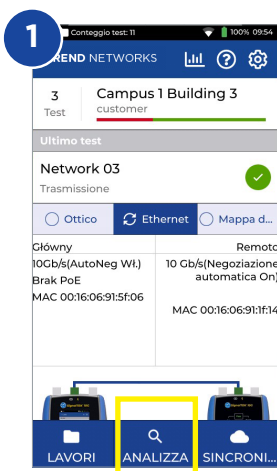 1
Conteggio test: 11
100% 09:54
REND NETWORKS
3
Test
Campus 1 Building 3
customer
Ultimo test
Network 03
Trasmissione
Ottico
Ethernet
Mappa d...
Główny
10Gb/s(AutoNeg Wł.)
Brak PoE
MAC 00:16:06:91:5f:06
Remoto
10 Gb/s(Negoziazione
automatica On)
MAC 00:16:06:91:1f:14
LAVORI
ANALIZZA
SINCRONI...